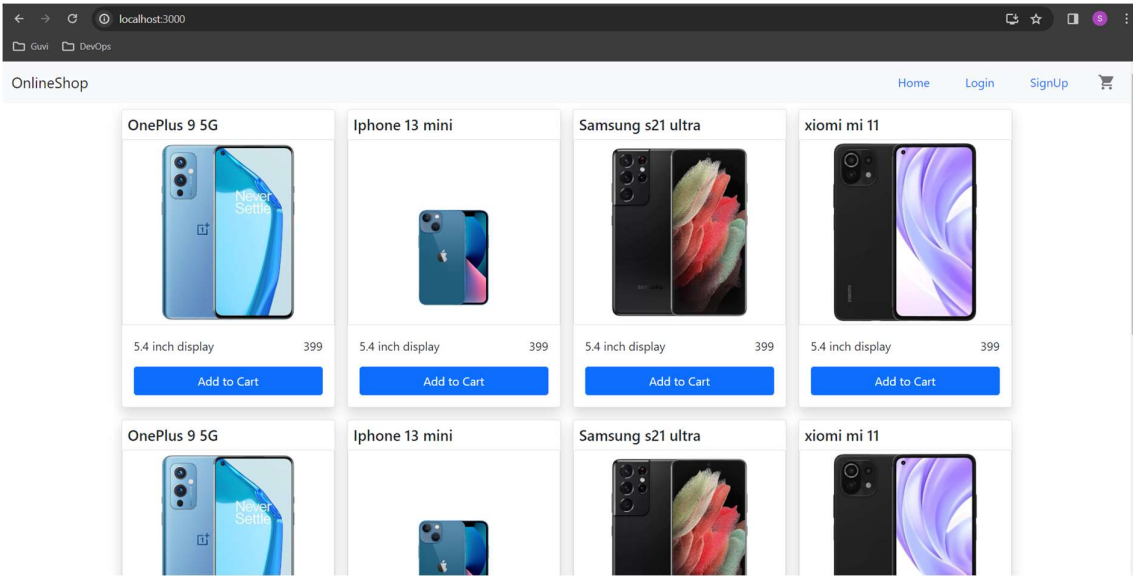 localhost:3000
S
Guvi DevOps
OnlineShop Home Login SignUp
OnePlus 9 5G Iphone 13 mini Samsung s21 ultra xiomi mi 11
Never
Settle
5.4 inch display 399 5.4 inch display 399 5.4 inch display 399 5.4 inch display 399
Add to Cart Add to Cart Add to Cart Add to Cart
OnePlus 9 5G Iphone 13 mini Samsung s21 ultra xiomi mi 11
Never
Settle